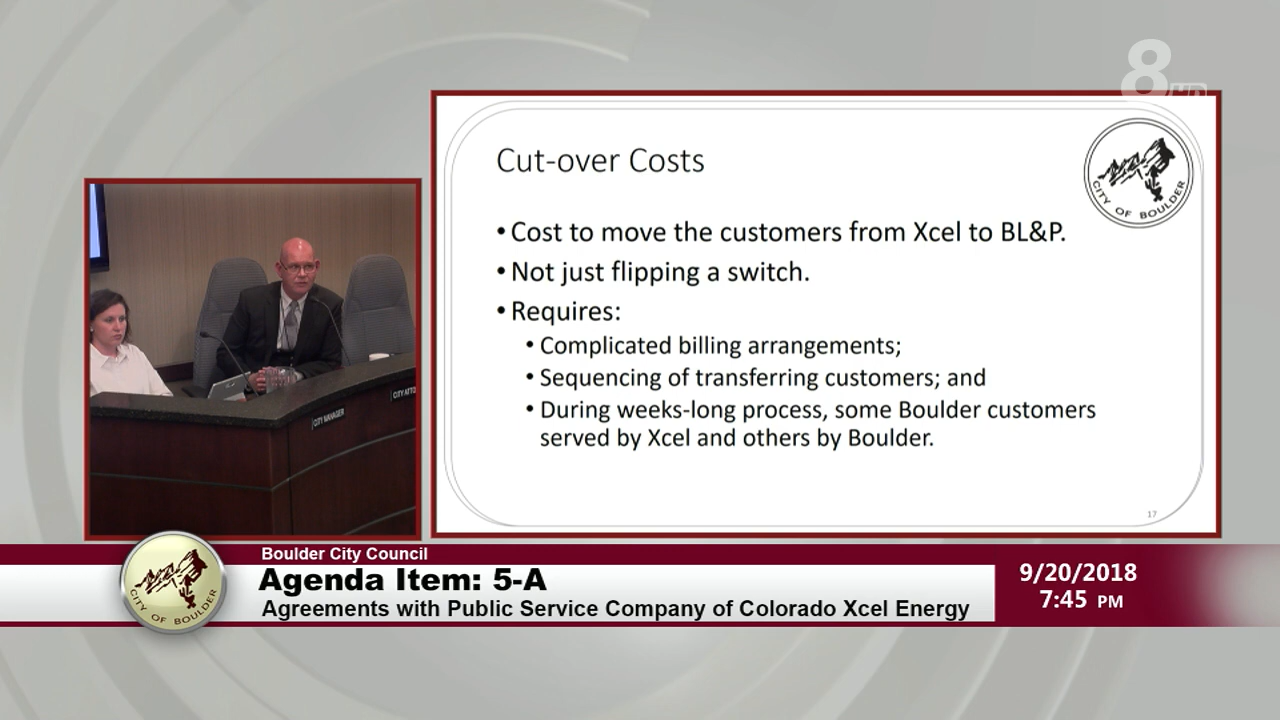 8
HD
Cut-over Costs
CITY OF BOULDER
• Cost to move the customers from Xcel to BL&P.
• Not just flipping a switch.
• Requires:
• Complicated billing arrangements;
• Sequencing of transferring customers; and
• During weeks-long process, some Boulder customers
served by Xcel and others by Boulder.
17
CITY MANAGER
CITY ATTO
Boulder City Council
Agenda Item: 5-A
Agreements with Public Service Company of Colorado Xcel Energy
CITY OF BOULDER
9/20/2018
7:45 PM